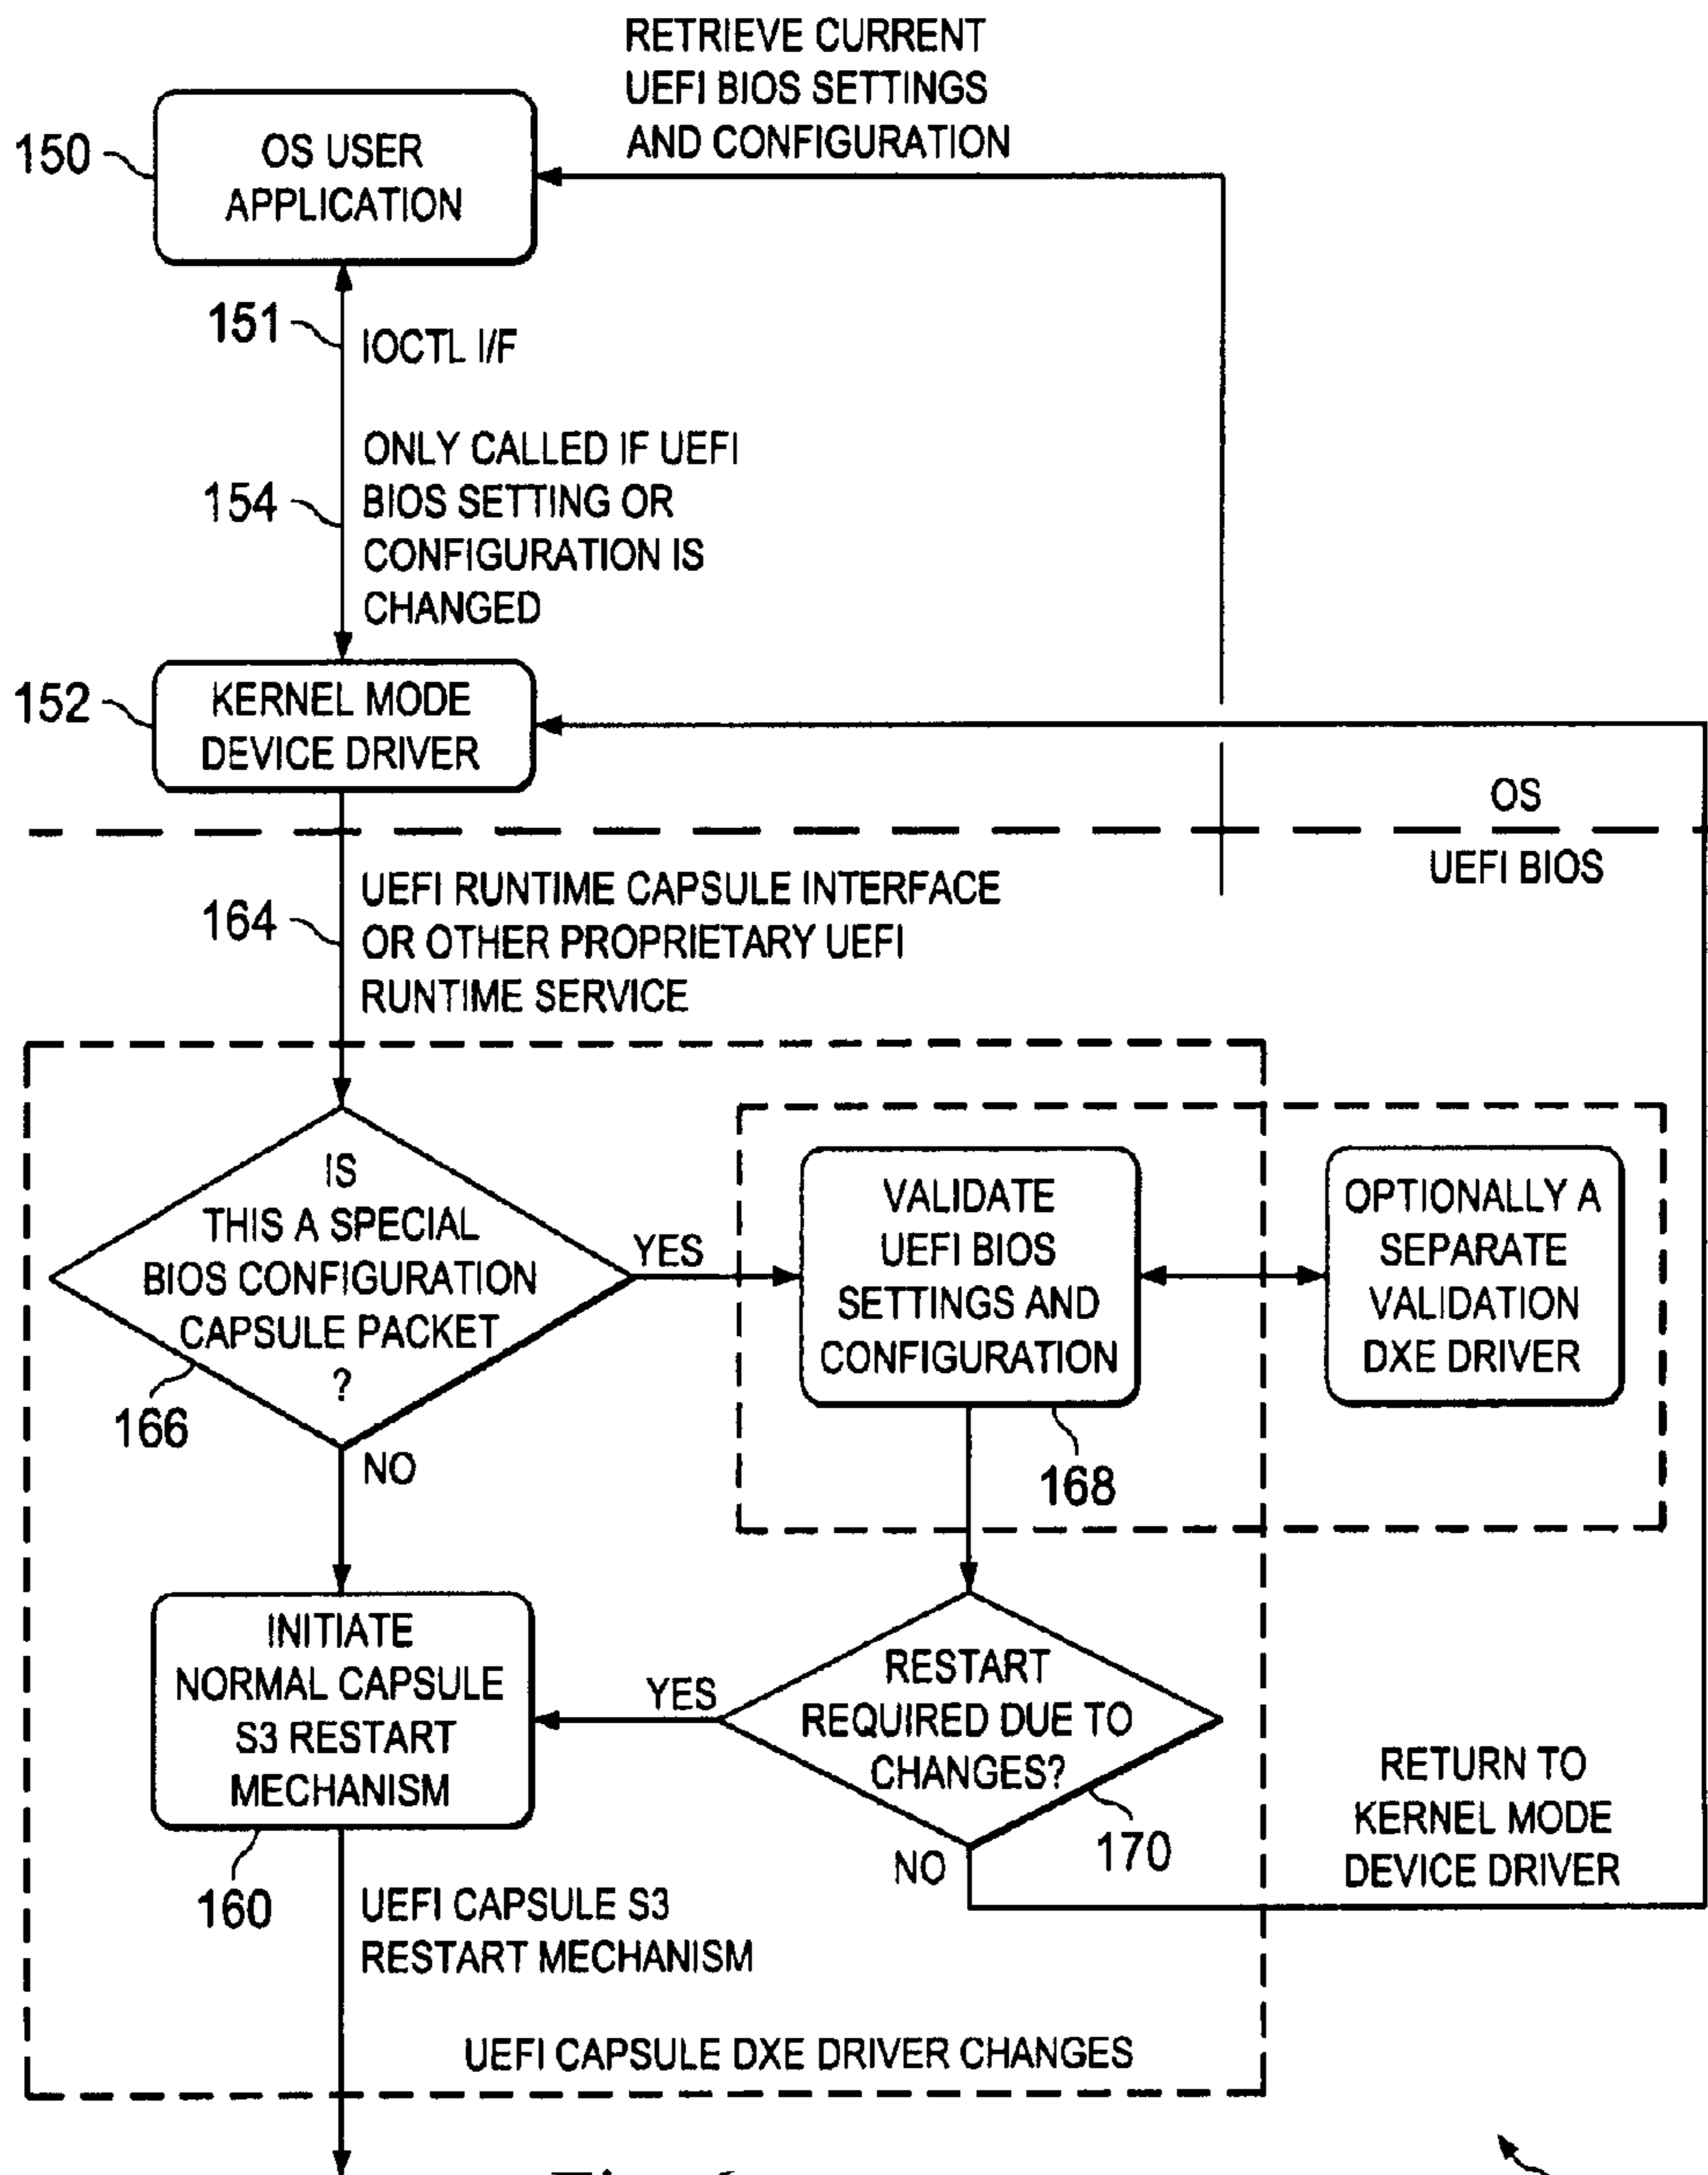 RETRIEVE CURRENT
UEFI BIOS SETTINGS
AND CONFIGURATION
150
OS USER
APPLICATION
151
IOCTL I/F
154
ONLY CALLED IF UEFI
BIOS SETTING OR
CONFIGURATION IS
CHANGED
152
KERNEL MODE
DEVICE DRIVER
OS
UEFI BIOS
164
UEFI RUNTIME CAPSULE INTERFACE
OR OTHER PROPRIETARY UEFI
RUNTIME SERVICE
IS
THIS A SPECIAL
BIOS CONFIGURATION
CAPSULE PACKET
?
166
YES
NO
VALIDATE
UEFI BIOS
SETTINGS AND
CONFIGURATION
168
OPTIONALLY A
SEPARATE
VALIDATION
DXE DRIVER
INITIATE
NORMAL CAPSULE
S3 RESTART
MECHANISM
160
YES
RESTART
REQUIRED DUE TO
CHANGES?
170
NO
RETURN TO
KERNEL MODE
DEVICE DRIVER
UEFI CAPSULE S3
RESTART MECHANISM
UEFI CAPSULE DXE DRIVER CHANGES